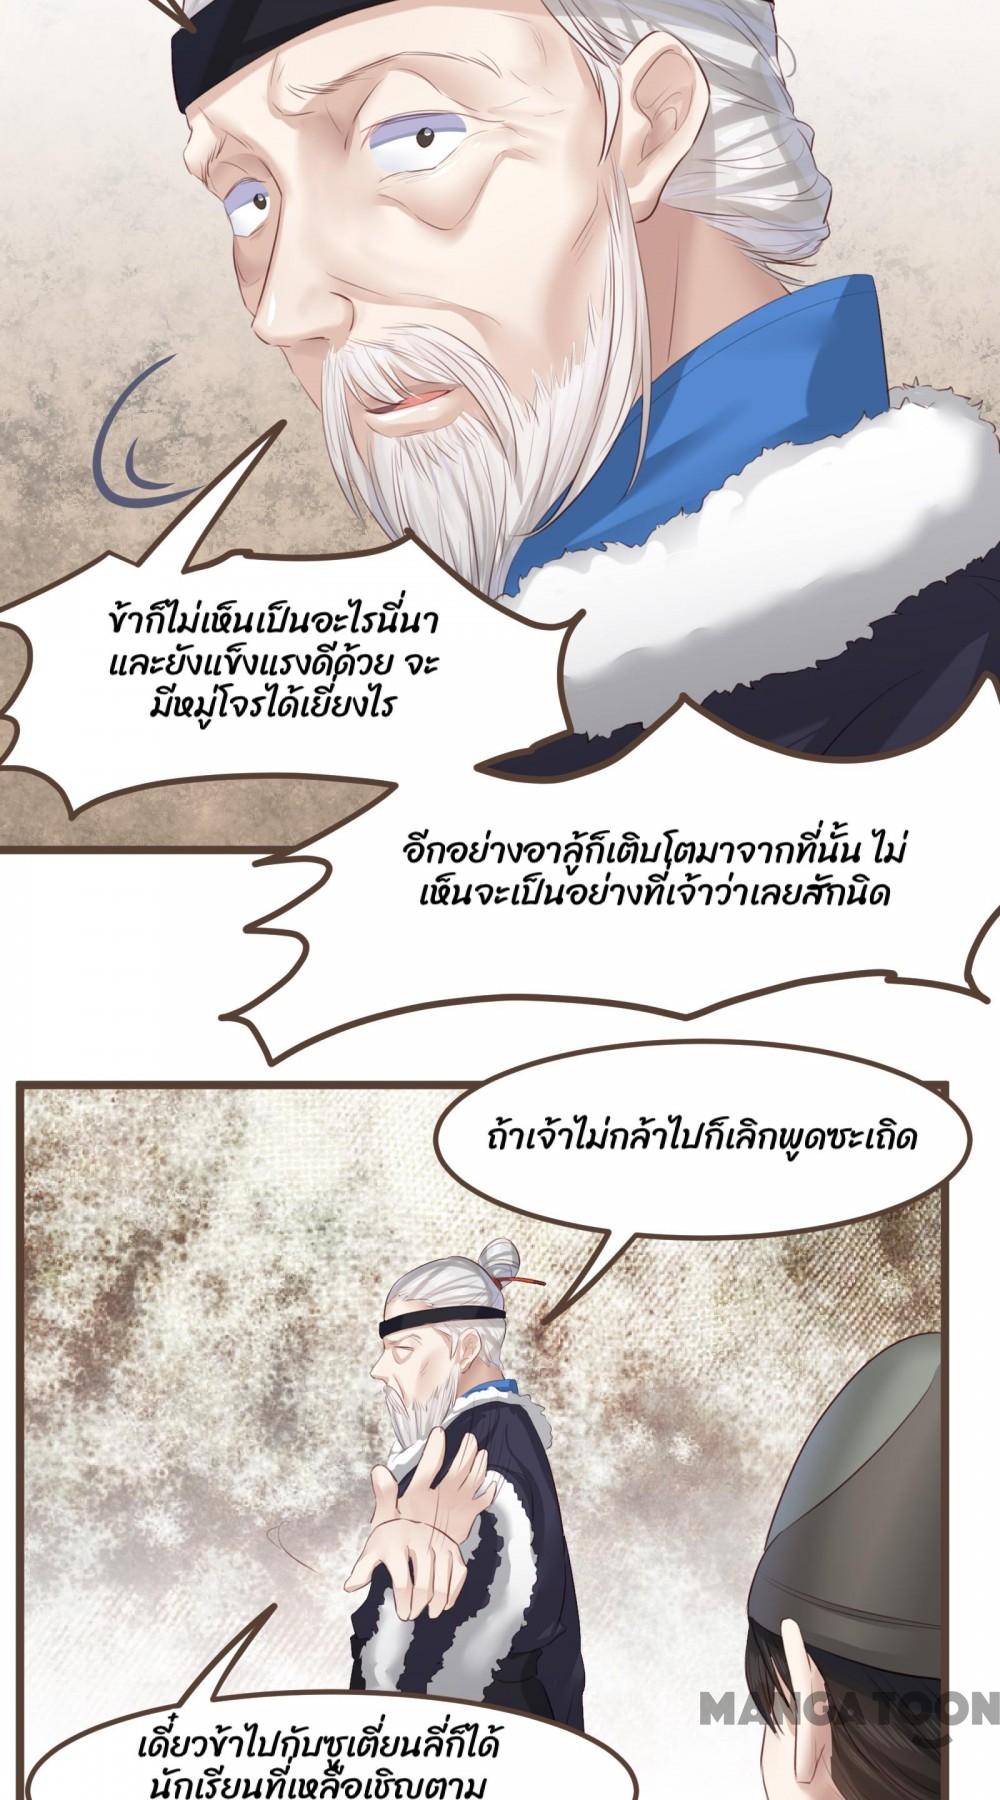 ข้าก็ไม่เห็นเป็นอะไรนี่นา
และยังแข็งแรงดีด้วย จะ
มีหมู่โจรได้เยี่ยงไร
อีกอย่างอาลู้ก็เติบโตมาจากที่นั้น ไม่
เห็นจะเป็นอย่างที่เจ้าว่าเลยสักนิด
ถ้าเจ้าไม่กล้าไปก็เลิกพูดซะเถิด
MANGATOON
เดี๋ยวข้าไปกับซูเตี่ยนลี่ก็ได้
นักเรียนที่เหลือเชิญตาม